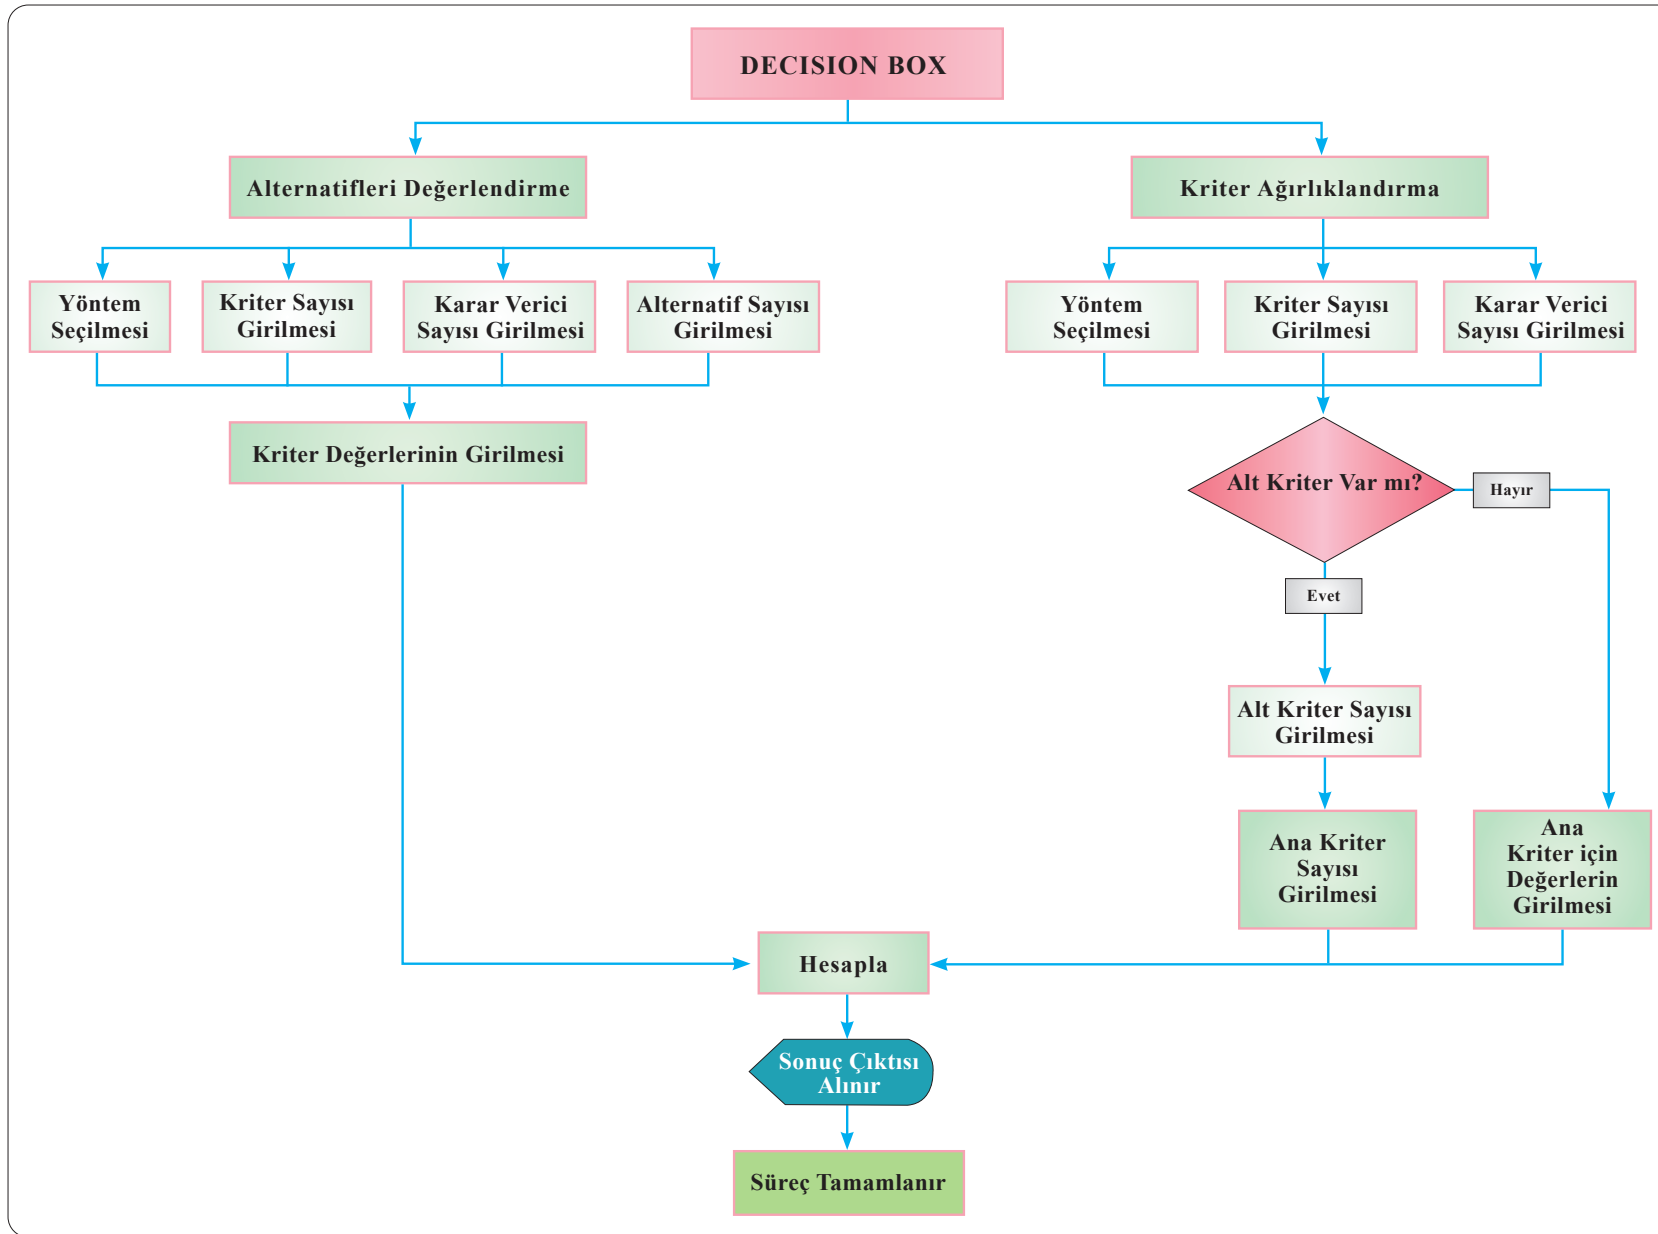 DECISION BOX
Alternatifleri Değerlendirme
Kriter Ağırlıklandırma
Yöntem
Seçilmesi
Kriter Sayısı
Girilmesi
Karar Verici
Sayısı Girilmesi
Alternatif Sayısı
Girilmesi
Yöntem
Seçilmesi
Kriter Sayısı
Girilmesi
Karar Verici
Sayısı Girilmesi
Kriter Değerlerinin Girilmesi
Alt Kriter Var mı?
Hayır
Evet
Alt Kriter Sayısı
Girilmesi
Ana Kriter
Sayısı
Girilmesi
Ana
Kriter için
Değerlerin
Girilmesi
Hesapla
Sonuç Çıktısı
Alınır
Süreç Tamamlanır